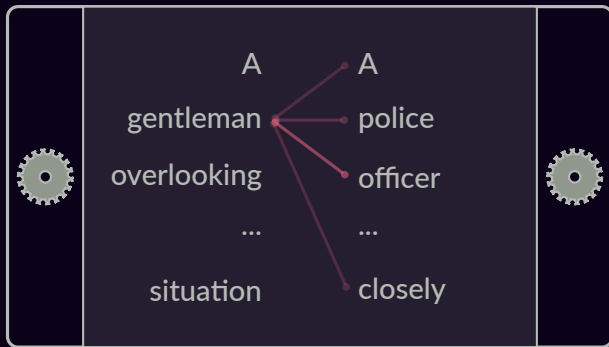 A A
gentleman police
overlooking officer
... ...
situation closely